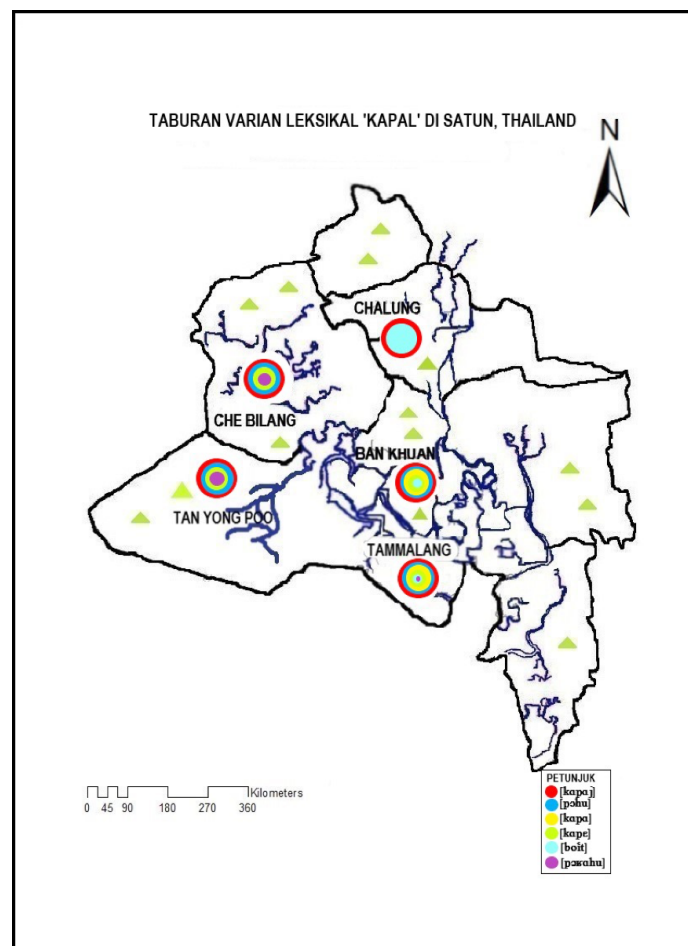 TABURAN VARIAN LEKSIKAL 'KAPAL' DI SATUN, THAILAND
N
CHALUNG
CHE BILANG
BAN KHUAN
TAN YONG POO
TAMMALANG
Kilometers
0 45 90 180 270 360
PETUNJUK
[kapaj]
[pɔhu]
[kapa]
[kapɛ]
[boit]
[pɔʁahu]